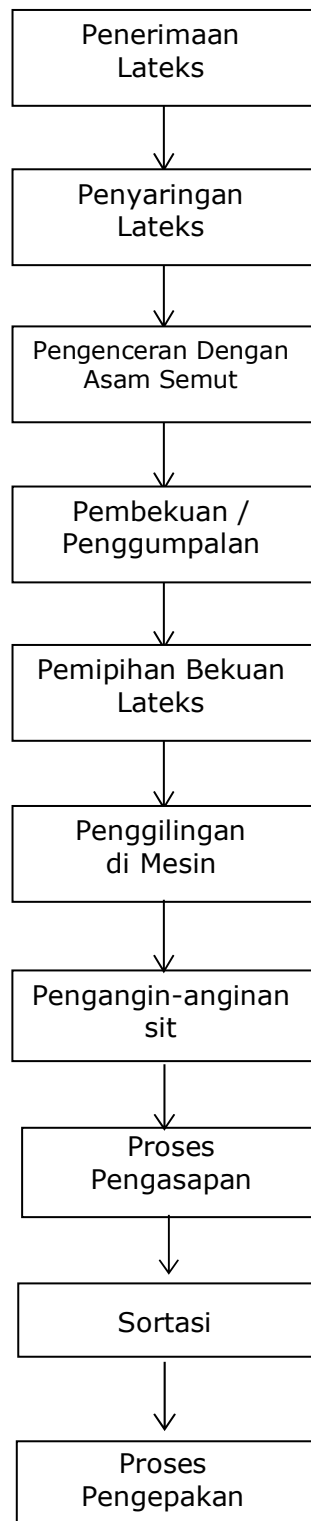 Penerimaan
Lateks
Penyaringan
Lateks
Pengenceran Dengan
Asam Semut
Pembekuan /
Penggumpalan
Pemipihan Bekuan
Lateks
Penggilingan
di Mesin
Pengangin-anginan
sit
Proses
Pengasapan
Sortasi
Proses
Pengepakan